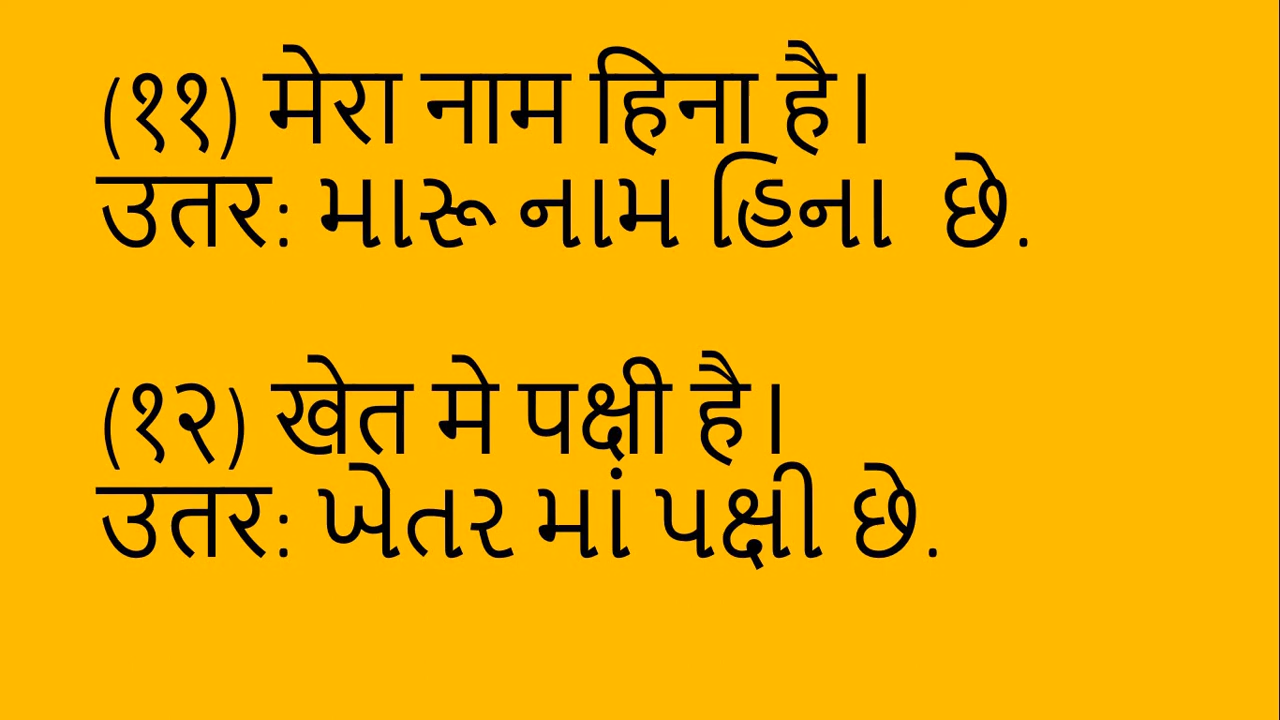 (११) मेरा नाम हिना है।
उतर: મારૂ નામ હિના છે.
(१२) खेत मे पक्षी है।
उतर: ખેતર માં પક્ષી છે.